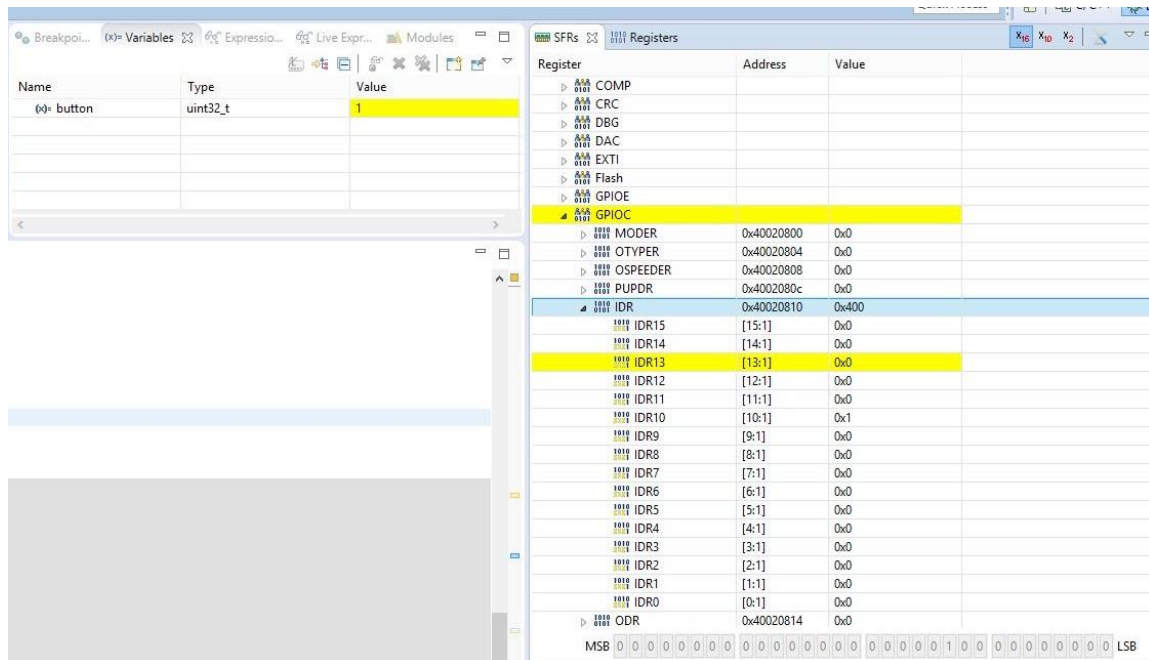 Breakpoi... (x)= Variables Expressio... Live Expr... Modules
Name Type Value
(x)= button uint32_t 1
SFRs 1010 0101 Registers X16 X10 X2
Register Address Value
COMP
CRC
DBG
DAC
EXTI
Flash
GPIOE
GPIOC
MODER 0x40020800 0x0
OTYPER 0x40020804 0x0
OSPEEDER 0x40020808 0x0
PUPDR 0x4002080c 0x0
IDR 0x40020810 0x400
IDR15 [15:1] 0x0
IDR14 [14:1] 0x0
IDR13 [13:1] 0x0
IDR12 [12:1] 0x0
IDR11 [11:1] 0x0
IDR10 [10:1] 0x1
IDR9 [9:1] 0x0
IDR8 [8:1] 0x0
IDR7 [7:1] 0x0
IDR6 [6:1] 0x0
IDR5 [5:1] 0x0
IDR4 [4:1] 0x0
IDR3 [3:1] 0x0
IDR2 [2:1] 0x0
IDR1 [1:1] 0x0
IDR0 [0:1] 0x0
ODR 0x40020814 0x0
MSB 0 0 0 0 0 0 0 0 0 0 0 0 0 0 0 0 0 0 0 0 0 1 0 0 0 0 0 0 0 0 0 0 LSB